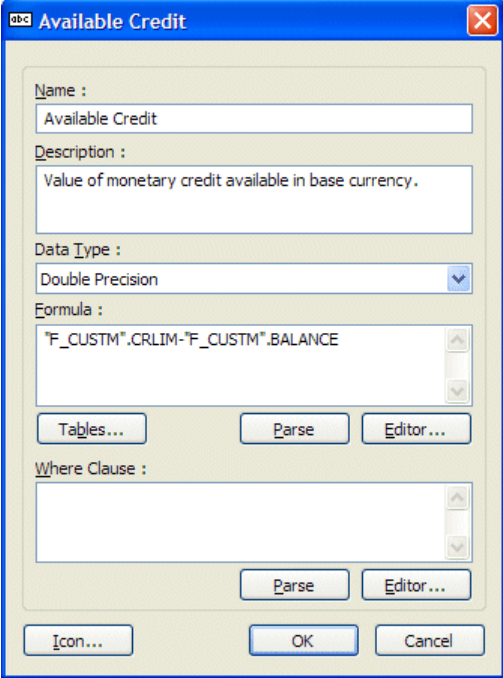 abc Available Credit
Name :
Available Credit
Description :
Value of monetary credit available in base currency.
Data Type :
Double Precision
Formula :
"F_CUSTM".CRLIM-"F_CUSTM".BALANCE
Tables... Parse Editor...
Where Clause :
Parse Editor...
Icon... OK Cancel